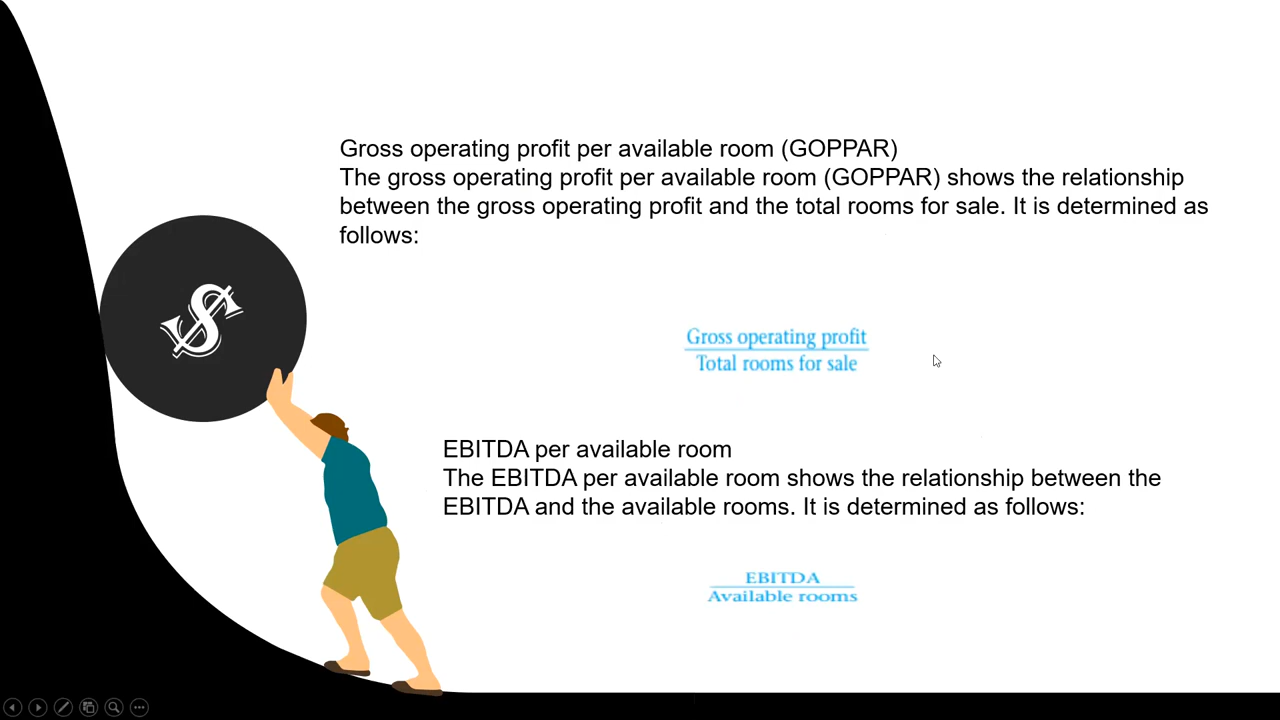 Gross operating profit per available room (GOPPAR)
The gross operating profit per available room (GOPPAR) shows the relationship
between the gross operating profit and the total rooms for sale. It is determined as
follows:
$
Gross operating profit
Total rooms for sale
EBITDA per available room
The EBITDA per available room shows the relationship between the
EBITDA and the available rooms. It is determined as follows:
EBITDA
Available rooms